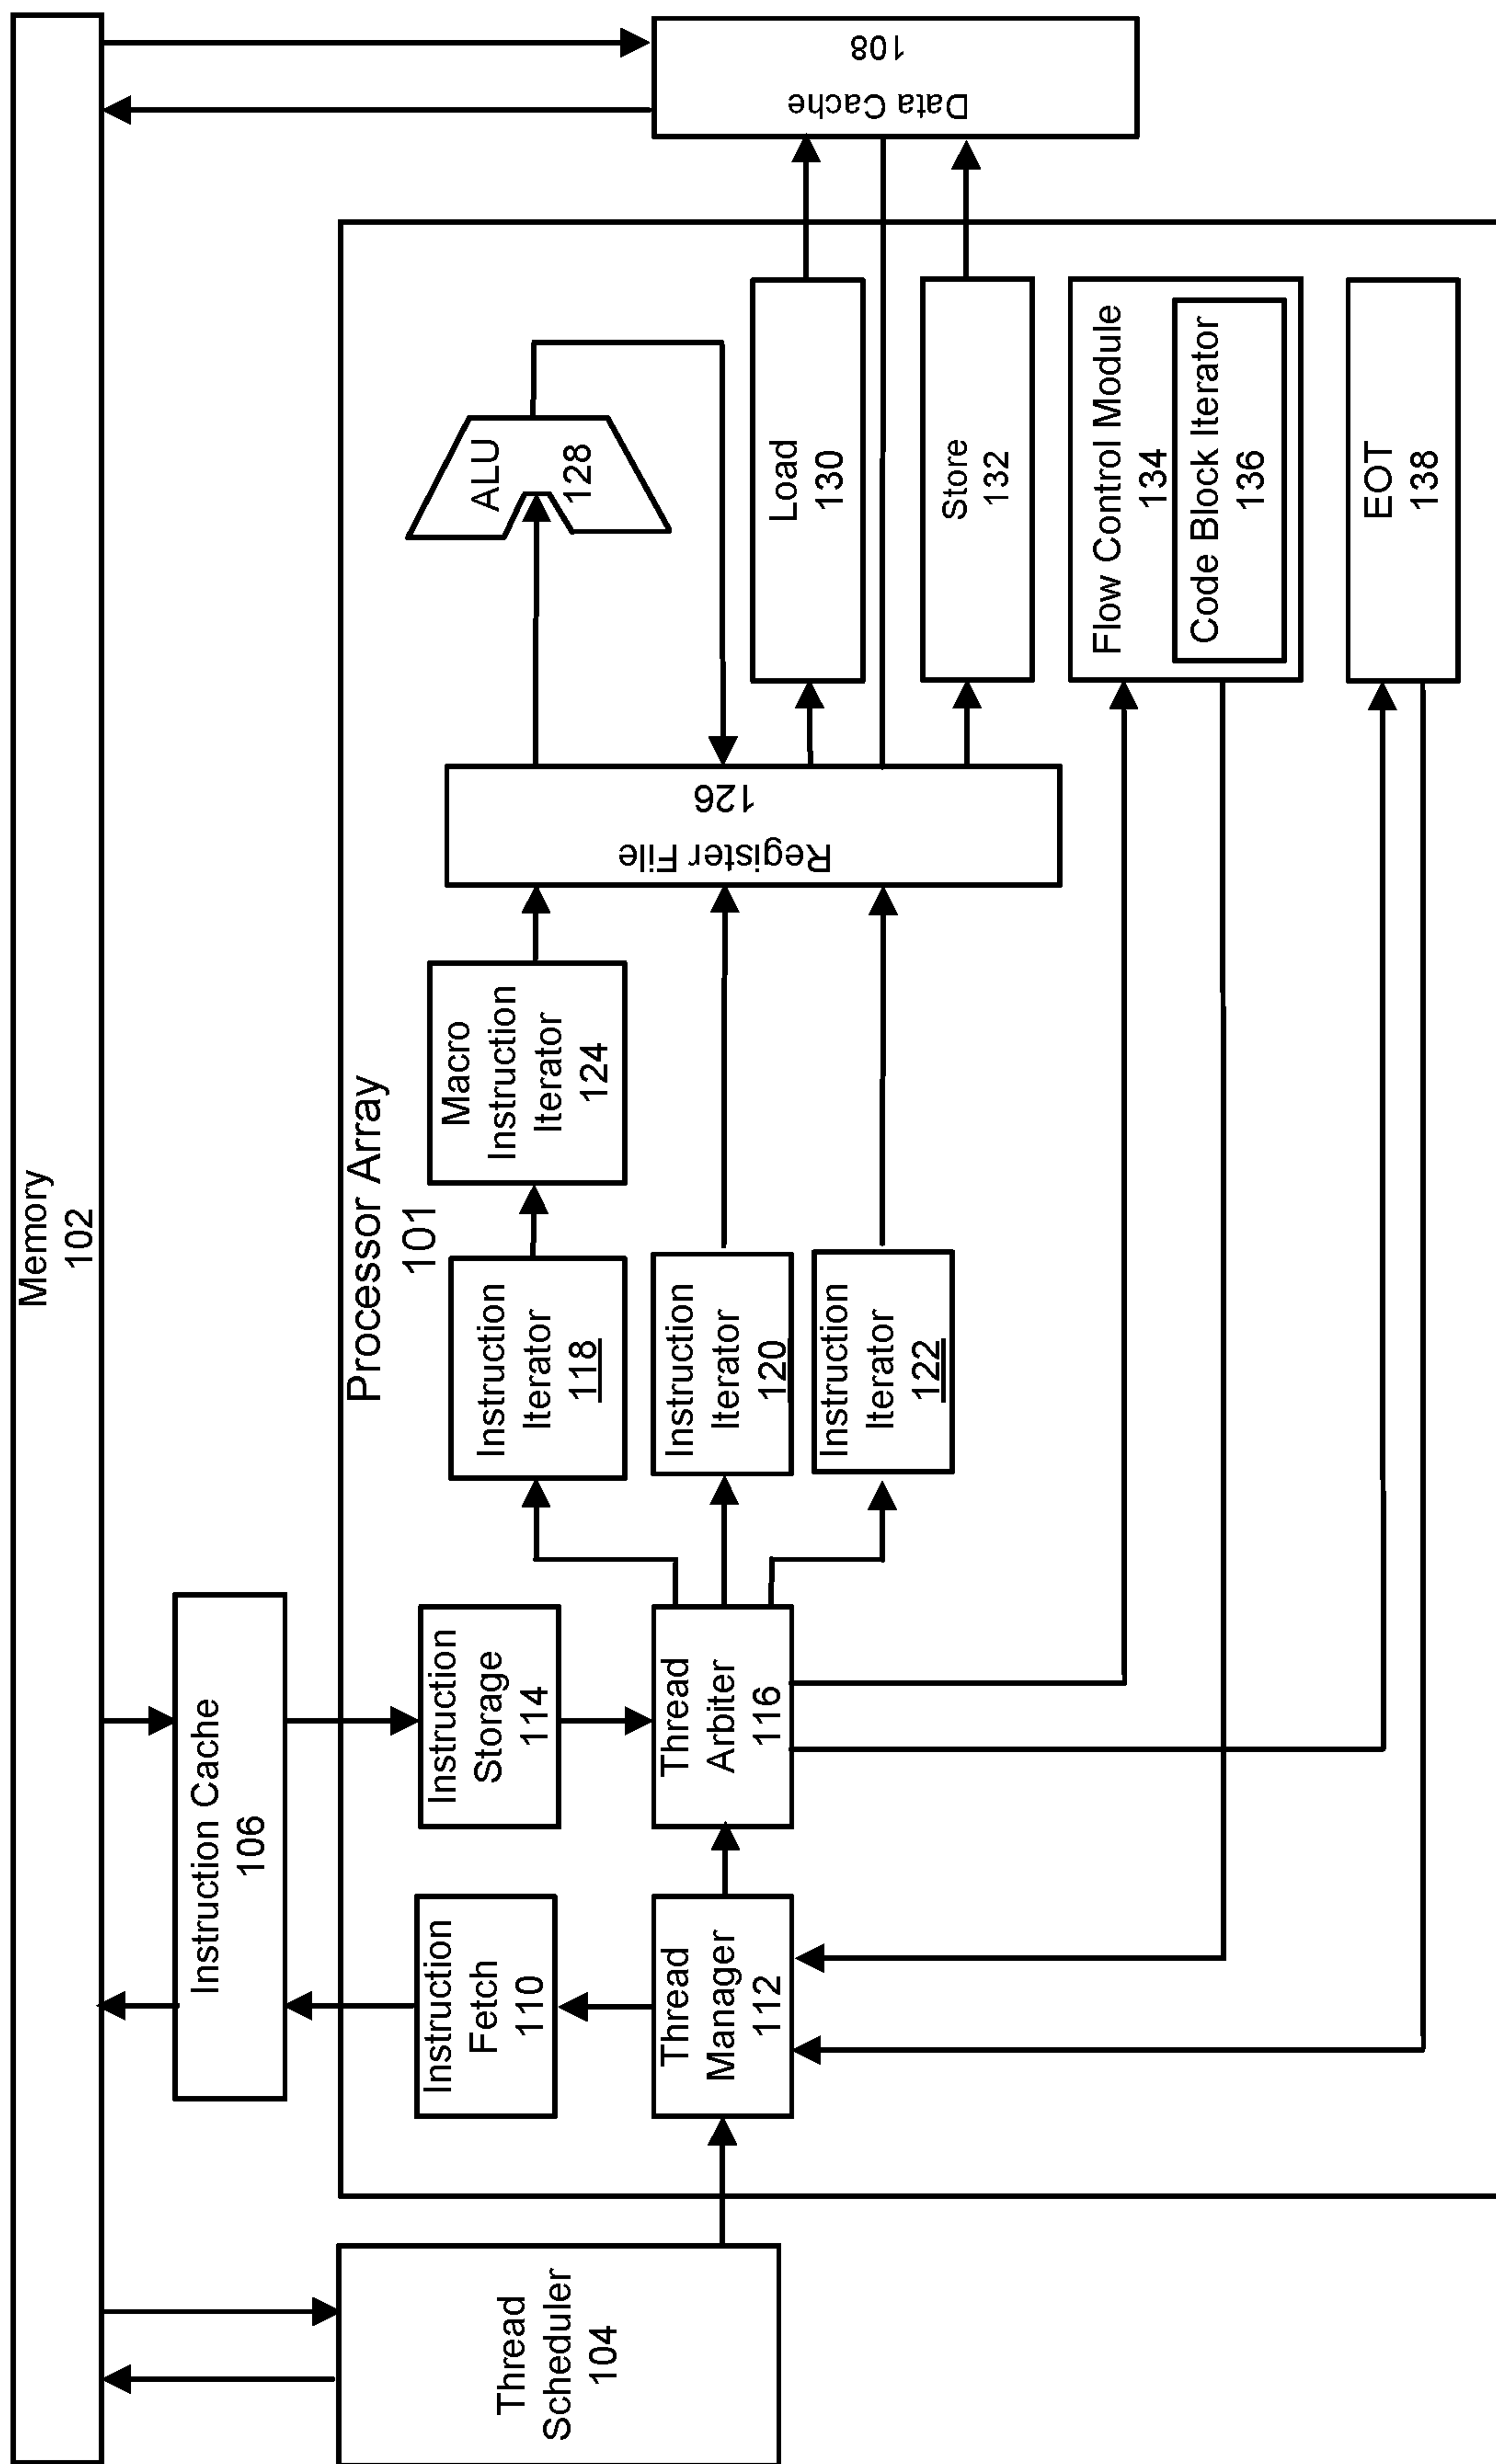 Memory
102
Thread
Scheduler
104
Instruction Cache
106
Data Cache
108
Processor Array
101
Instruction
Fetch
110
Thread
Manager
112
Instruction
Storage
114
Thread
Arbiter
116
Instruction
Iterator
118
Instruction
Iterator
120
Instruction
Iterator
122
Macro
Instruction
Iterator
124
Register File
126
ALU
128
Load
130
Store
132
Flow Control Module
134
Code Block Iterator
136
EOT
138